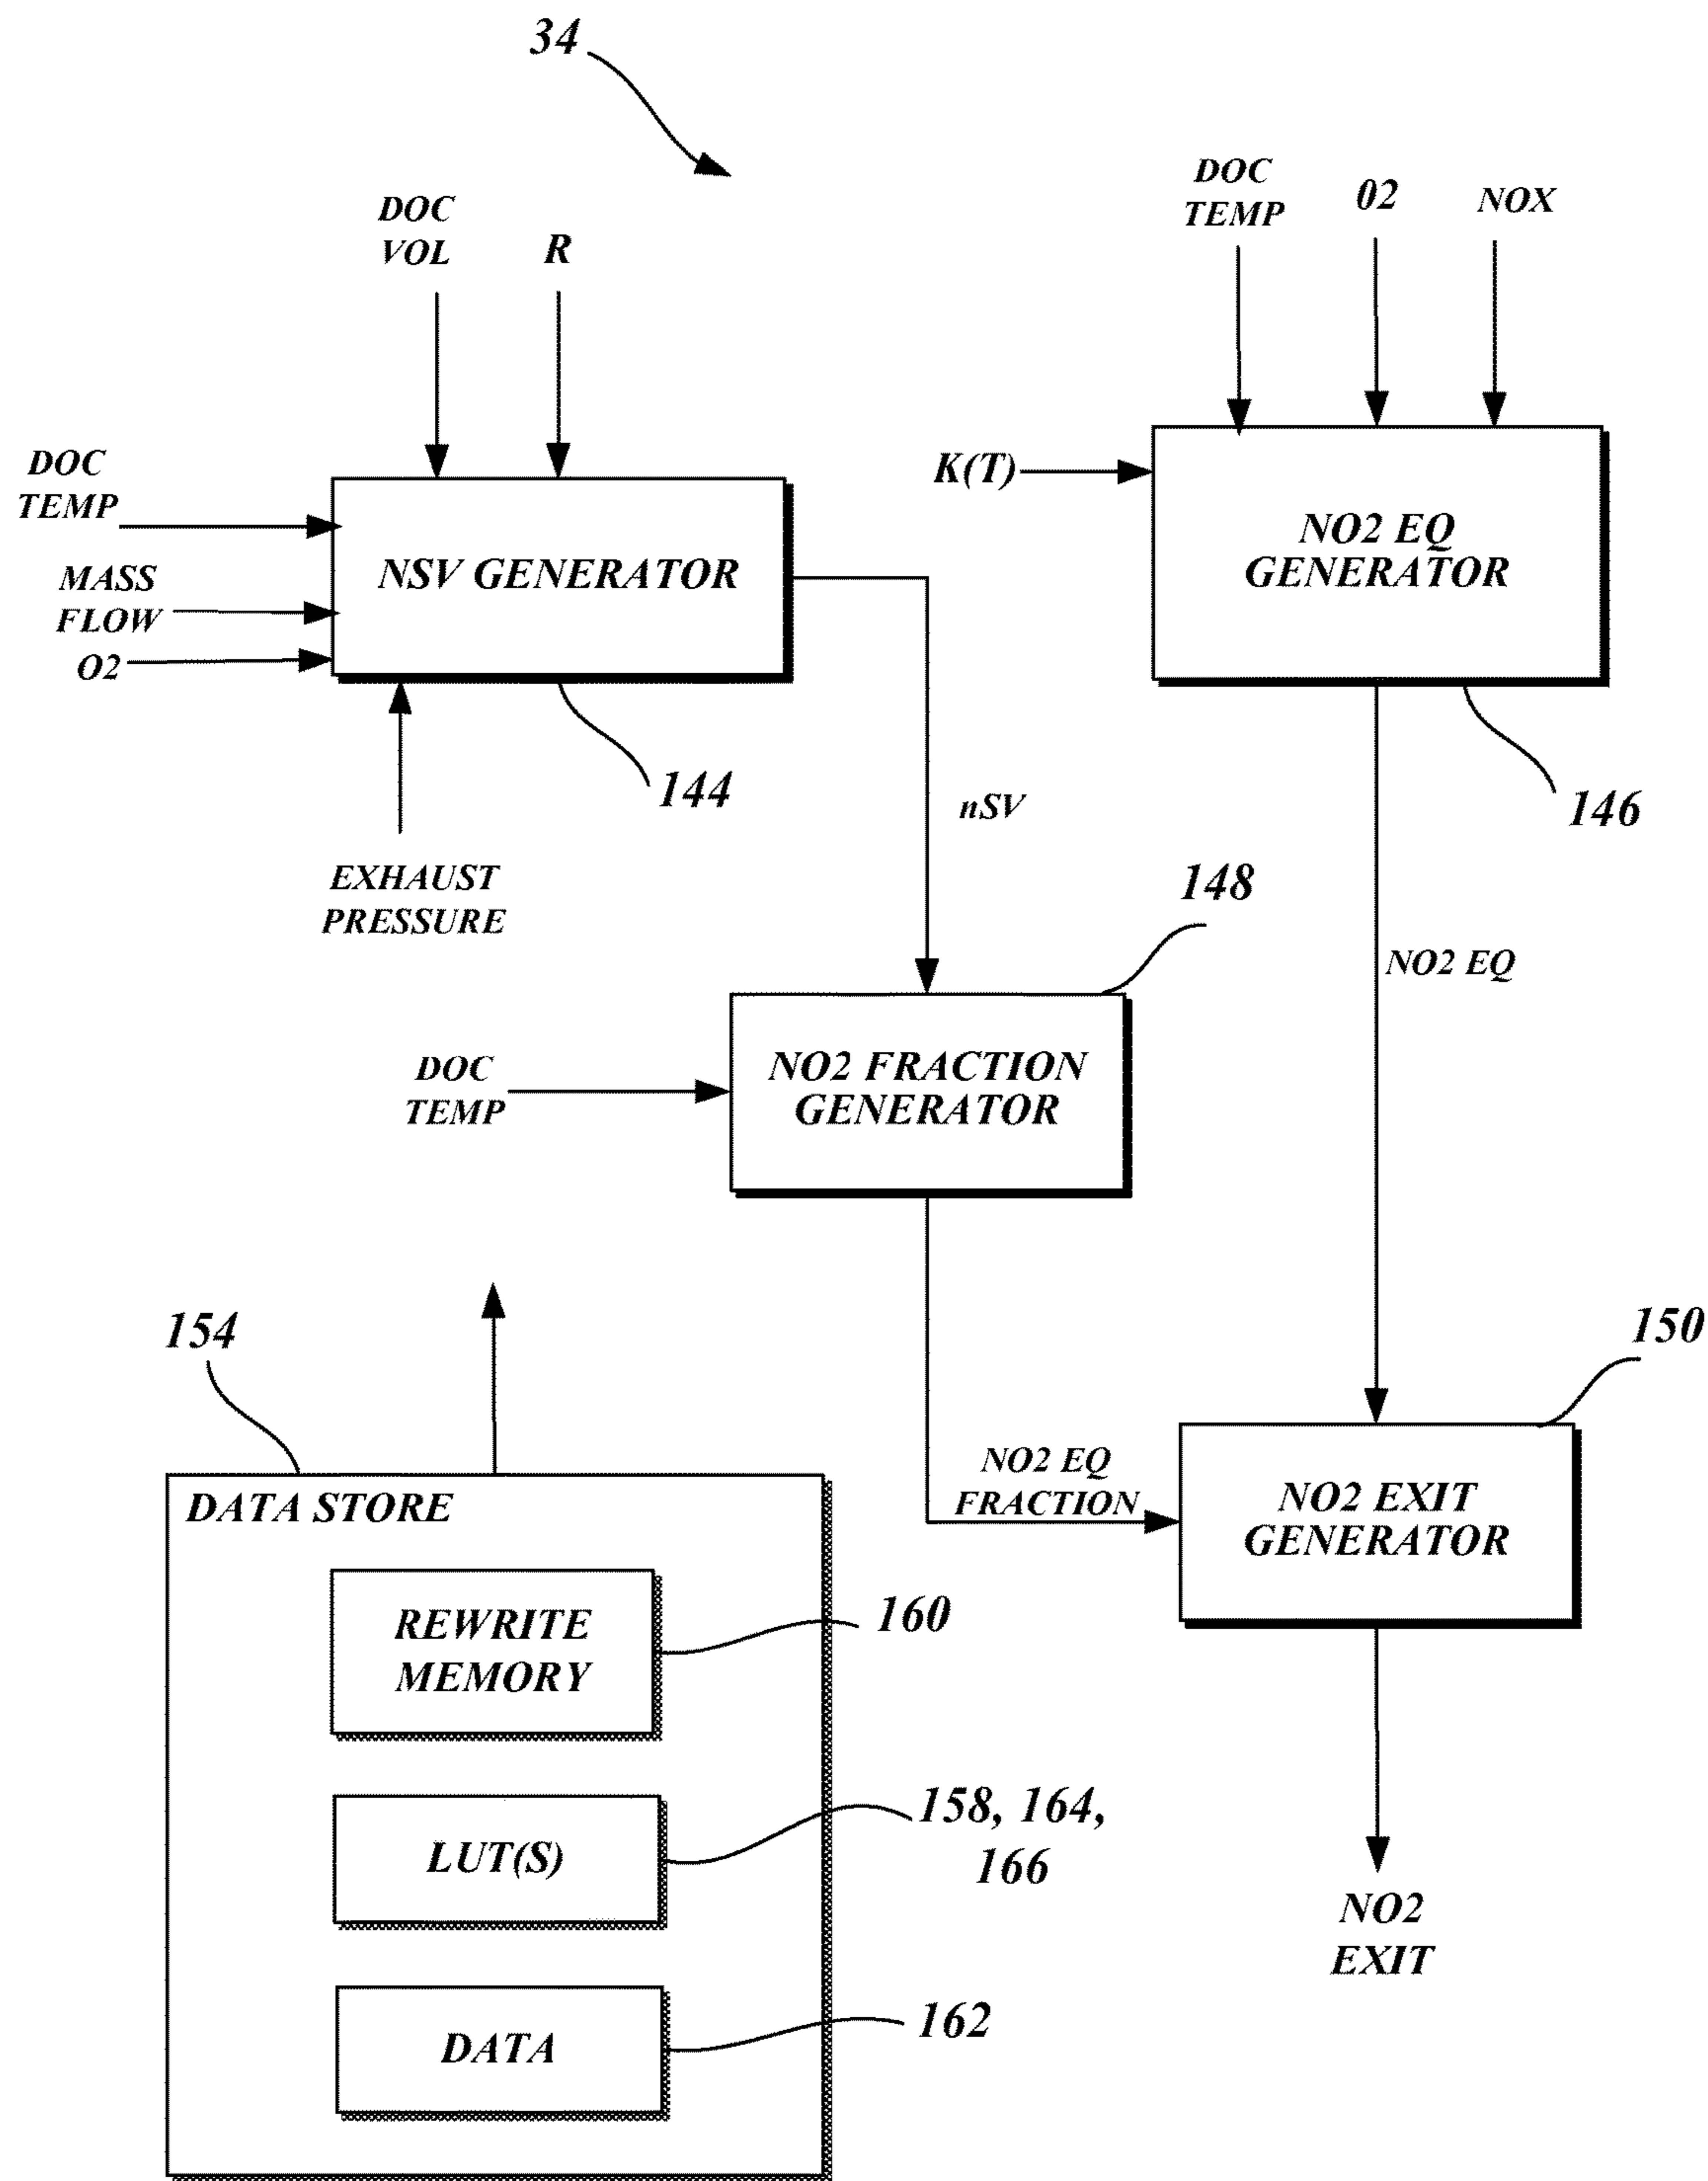 34
DOC
VOL
R
DOC
TEMP
02
NOX
DOC
TEMP
MASS
FLOW
O2
NSV GENERATOR
K(T)
NO2 EQ
GENERATOR
144
146
EXHAUST
PRESSURE
nSV
148
NO2 EQ
DOC
TEMP
NO2 FRACTION
GENERATOR
154
150
NO2 EQ
FRACTION
NO2 EXIT
GENERATOR
DATA STORE
REWRITE
MEMORY
160
LUT(S)
158, 164,
166
NO2
EXIT
DATA
162